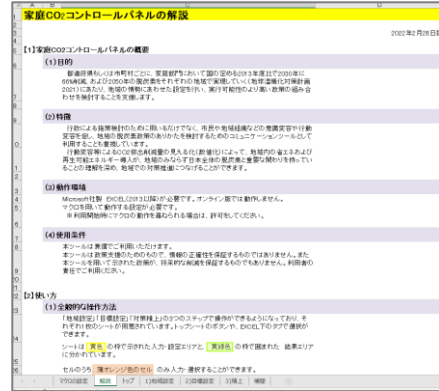 家庭CO2コントロールパネルの解説
2022年2月28日
【1】家庭CO2コントロールパネルの概要
(1)目的
都道府県もしくは市町村ごとに、家庭部門において国の定める2013年度比で2030年に
66%削減、および2050年の脱炭素をそれぞれの地域で実現していく(地球温暖化対策計画
2021)にあたり、地域の情勢にあわせた設定を行い、実行可能性のより高い政策の組み合
わせを検討することを支援します。
(2)特徴
行政による施策検討のために用いるだけでなく、市民や地域組織などの意識変容や行動
変容を促し、地域の脱炭素政策のありかたを検討するためのコミュニケーションツールとして
利用することも重視しています。
行動変容等によるCO2排出削減量の見える化(数値化)によって、地域内の省エネおよび
再生可能エネルギー導入が、地域のみならず日本全体の脱炭素と重要な関わりを持ってい
ることの理解を深め、地域での対策推進につなげることができます。
(3)動作環境
Microsoft社製 EXCEL(2013以降)が必要です。オンライン版では動作しません。
マクロを用いて動作する設定が必要です。
※利用開始時にマクロの動作を尋ねられる場合は、許可をしてください。
(4)使用条件
本ツールは無償でご利用いただけます。
本ツールは政策支援のためのもので、情報の正確性を保証するものではありません。また
本ツールを用いて示された政策が、将来的な削減を保証するものでもありません。利用者の
責任でご利用ください。
【2】使い方
(1)全般的な操作方法
「地域設定」「目標設定」「対策積上」の3つのステップで操作ができるようになっており、そ
れぞれ1枚のシートが用意されています。トップシートのボタンや、EXCEL下のタブで選択が
できます。
シートは 黄色 の枠で示された入力・設定エリアと、 黄緑色 の枠で囲まれた 結果エリア
に分かれています。
セルのうち 薄オレンジ色のセル のみ入力・選択することができます。
マクロ設定 解説 トップ 1)地域設定 2)目標設定 3)積上 補足